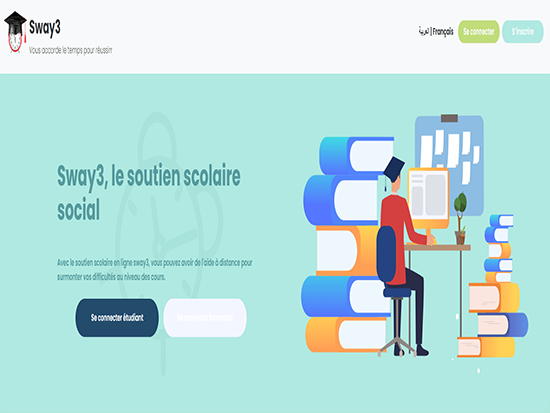 Sway3
Vous accorde le temps pour réussir
العربية | Français
Se connecter
S'inscrire
Sway3, le soutien scolaire
social
Avec le soutien scolaire en ligne sway3, vous pouvez avoir de l'aide à distance pour
surmonter vos difficultés au niveau des cours.
Se connecter étudiant